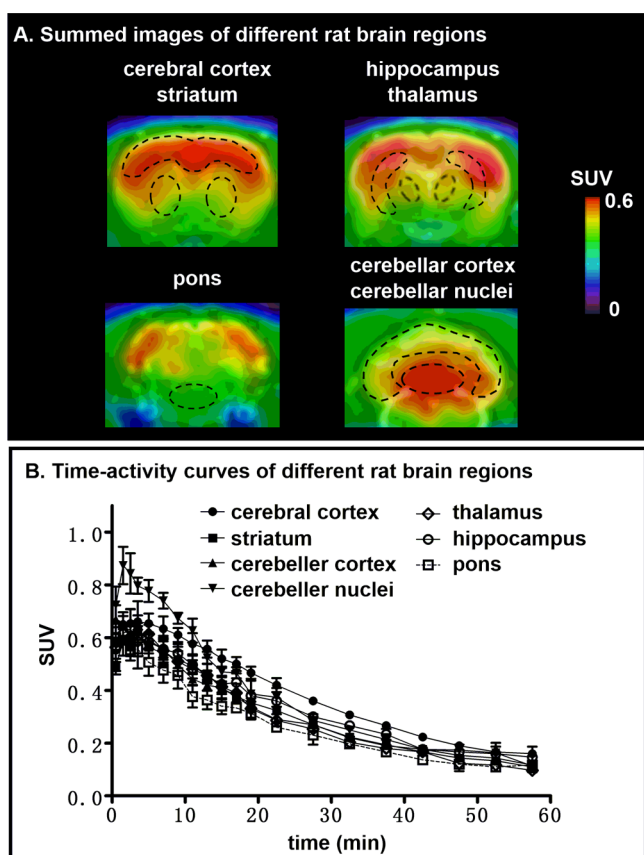 A. Summed images of different rat brain regions
cerebral cortex
striatum
hippocampus
thalamus
SUV
0.6
0
pons
cerebellar cortex
cerebellar nuclei
B. Time-activity curves of different rat brain regions
cerebral cortex
striatum
cerebeller cortex
cerebeller nuclei
thalamus
hippocampus
pons
SUV
1.0
0.8
0.6
0.4
0.2
0.0
0 10 20 30 40 50 60
time (min)